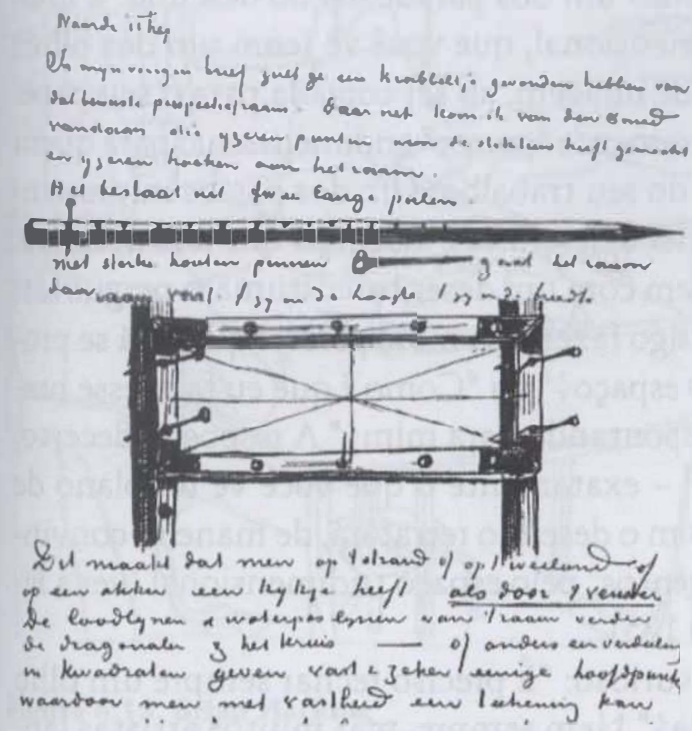 Waarde Theo,
In mijn vorigen brief zult ge een krabbeltje gevonden hebben van
dat bewuste perspectiefraam. Daar net kom ik van den smid
vandaan die ijzeren punten aan de stokken heeft gemaakt
en ijzeren hoeken aan het raam.
Het bestaat uit twee lange palen.
met sterke houten pennen gaat het raam
daaraan vast 't zij in de hoogte 't zij in de breedte.
Dit maakt dat men op 't strand of op 't weiland of
op een akker een kijkje heeft als door 't venster
De loodlijnen & waterpaslijnen van 't raam verder
de diagonalen & het kruis — of anders een verdeeling
in kwadraten geven vast & zeker eenige hoofdpunten
waardoor men met vastheid een teekening kan